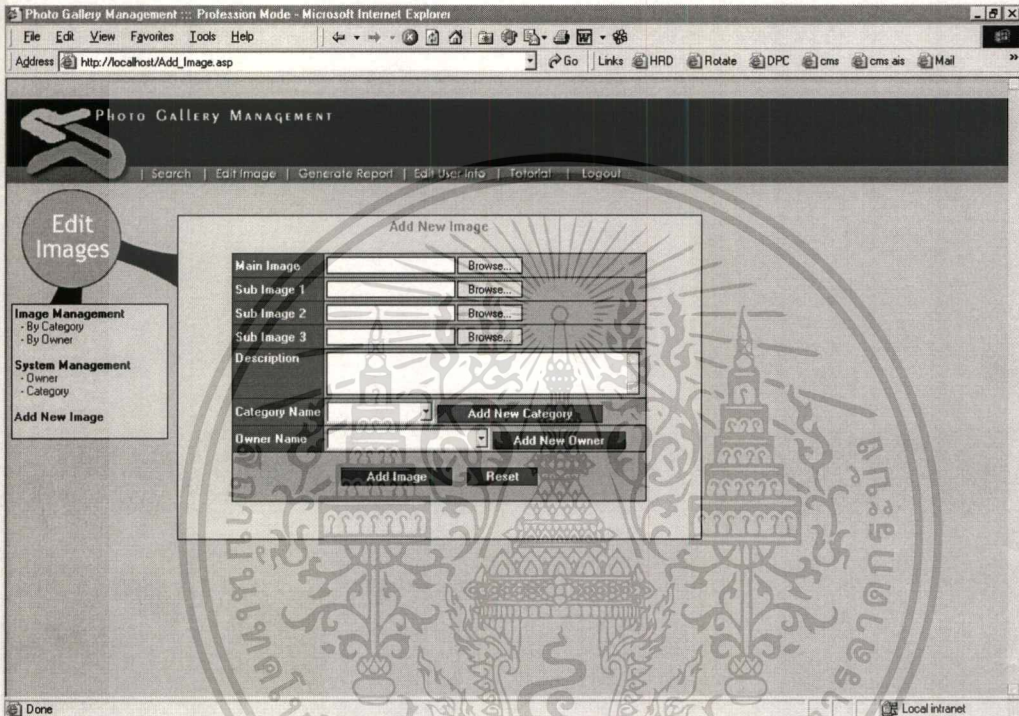 Photo Gallery Management ::: Profession Mode - Microsoft Internet Explorer
File Edit View Favorites Tools Help
Address http://localhost/Add_Image.asp Go Links HRD Rotate DPC cms cms ais Mail »
Photo Gallery Management
| Search | Edit Image | Generate Report | Edit User Info | Totorial | Logout
Edit
Images
Add New Image
Main Image Browse...
Sub Image 1 Browse...
Sub Image 2 Browse...
Sub Image 3 Browse...
Description
Category Name Add New Category
Owner Name Add New Owner
Add Image Reset
Image Management
- By Category
- By Owner
System Management
- Owner
- Category
Add New Image
Done Local intranet